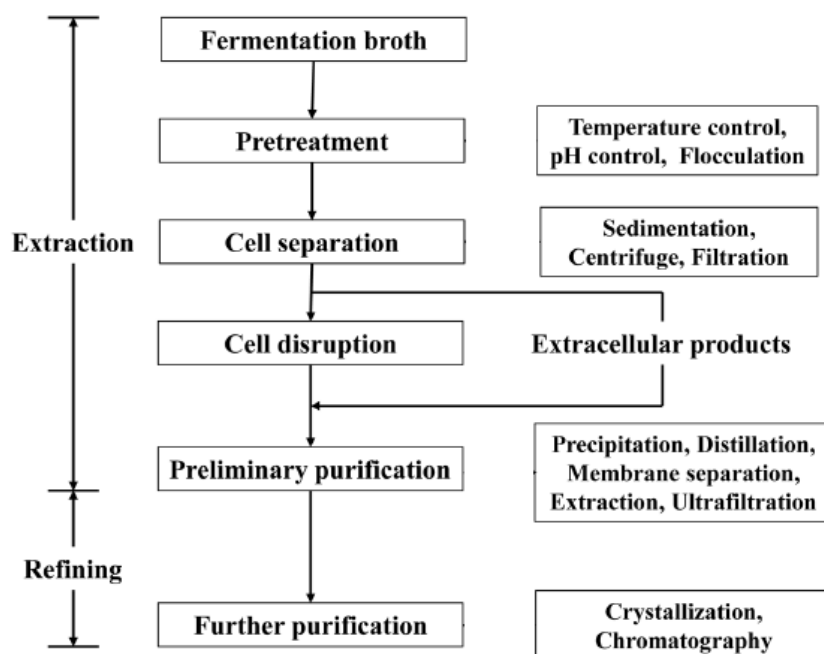 Fermentation broth
Pretreatment
Temperature control,
pH control, Flocculation
Extraction
Cell separation
Sedimentation,
Centrifuge, Filtration
Cell disruption
Extracellular products
Preliminary purification
Precipitation, Distillation,
Membrane separation,
Extraction, Ultrafiltration
Refining
Further purification
Crystallization,
Chromatography